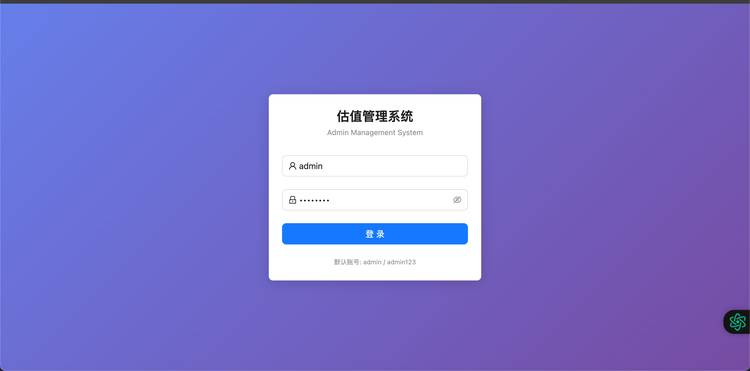 估值管理系统
Admin Management System
admin
••••••••
登 录
默认账号: admin / admin123